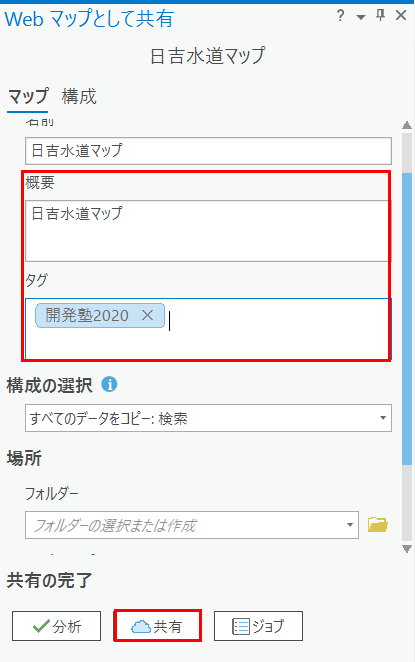 Web マップとして共有
?
日吉水道マップ
マップ 構成
名前
日吉水道マップ
概要
日吉水道マップ
タグ
開発塾2020
構成の選択
すべてのデータをコピー: 検索
場所
フォルダー
フォルダーの選択または作成
共有の完了
分析 共有 ジョブ